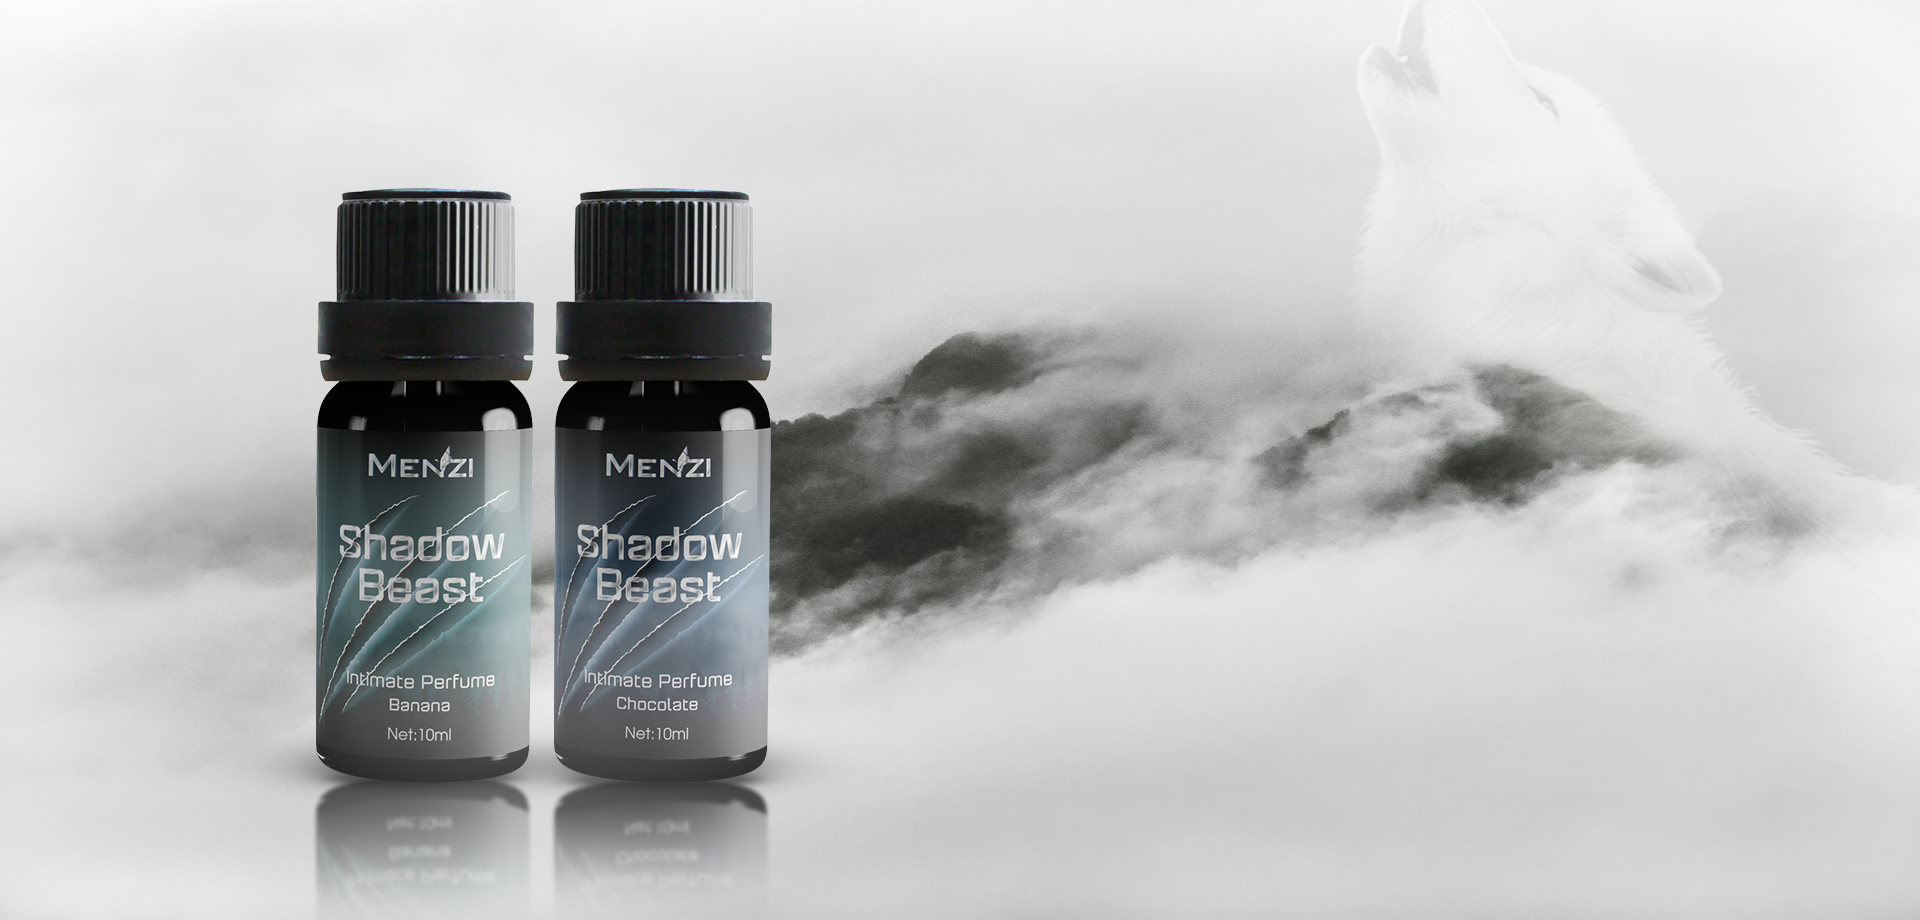 MENZI
Shadow
Beast
Intimate Perfume
Banana
Net:10ml
MENZI
Shadow
Beast
Intimate Perfume
Chocolate
Net:10ml